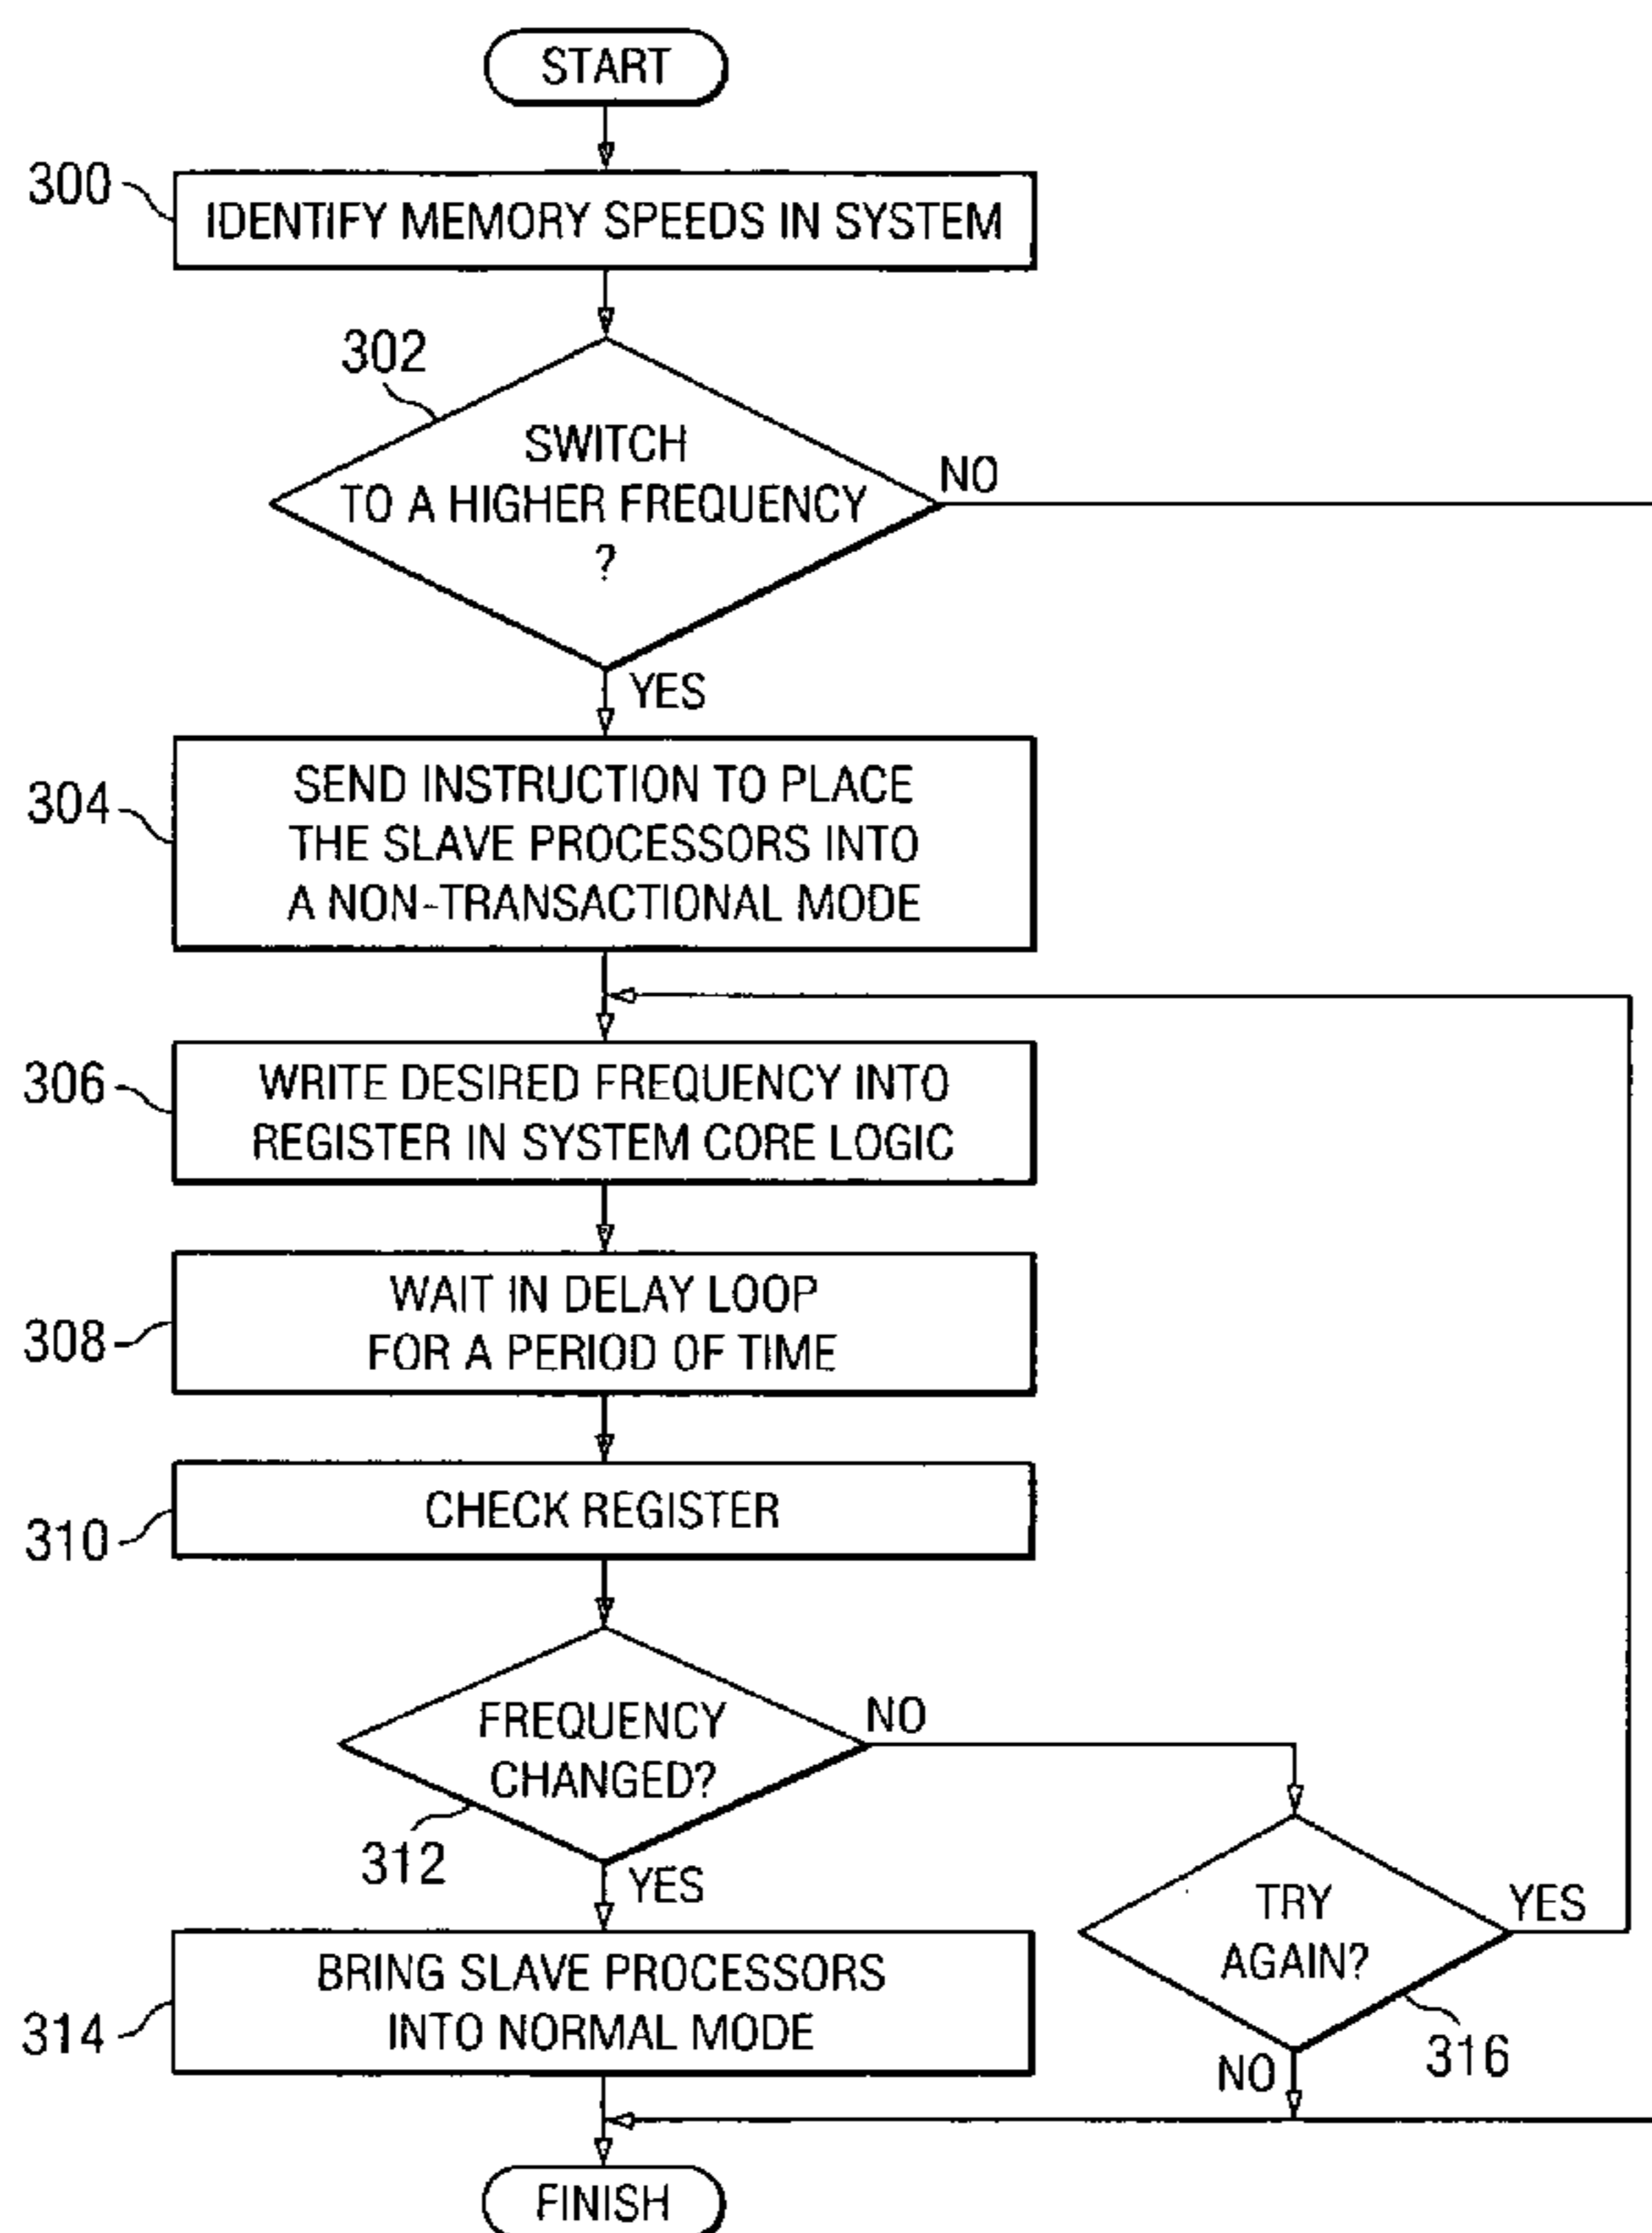 START
300
IDENTIFY MEMORY SPEEDS IN SYSTEM
302
SWITCH
TO A HIGHER FREQUENCY
?
NO
YES
304
SEND INSTRUCTION TO PLACE
THE SLAVE PROCESSORS INTO
A NON-TRANSACTIONAL MODE
306
WRITE DESIRED FREQUENCY INTO
REGISTER IN SYSTEM CORE LOGIC
308
WAIT IN DELAY LOOP
FOR A PERIOD OF TIME
310
CHECK REGISTER
FREQUENCY
CHANGED?
NO
312
YES
TRY
AGAIN?
YES
316
NO
314
BRING SLAVE PROCESSORS
INTO NORMAL MODE
FINISH